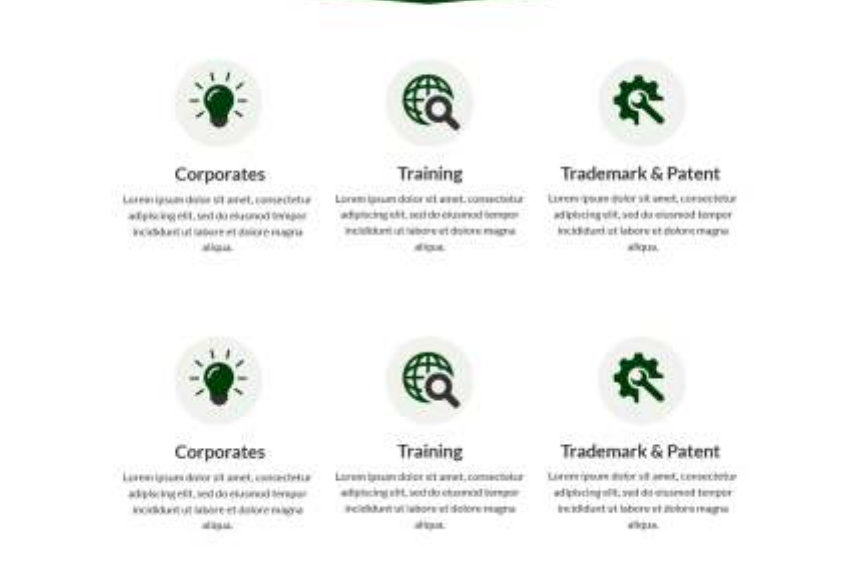 Corporates
Lorem ipsum dolor sit amet, consectetur
adipiscing elit, sed do eiusmod tempor
incididunt ut labore et dolore magna
aliqua.
Training
Lorem ipsum dolor sit amet, consectetur
adipiscing elit, sed do eiusmod tempor
incididunt ut labore et dolore magna
aliqua.
Trademark & Patent
Lorem ipsum dolor sit amet, consectetur
adipiscing elit, sed do eiusmod tempor
incididunt ut labore et dolore magna
aliqua.
Corporates
Lorem ipsum dolor sit amet, consectetur
adipiscing elit, sed do eiusmod tempor
incididunt ut labore et dolore magna
aliqua.
Training
Lorem ipsum dolor sit amet, consectetur
adipiscing elit, sed do eiusmod tempor
incididunt ut labore et dolore magna
aliqua.
Trademark & Patent
Lorem ipsum dolor sit amet, consectetur
adipiscing elit, sed do eiusmod tempor
incididunt ut labore et dolore magna
aliqua.